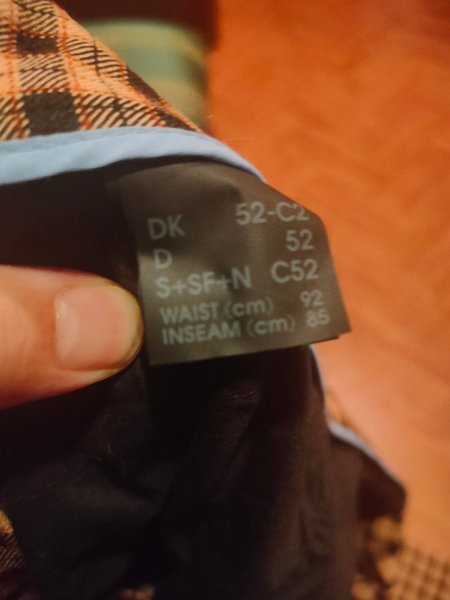 DK 52-C2
D 52
S+SF+N C52
WAIST (cm) 92
INSEAM (cm) 85